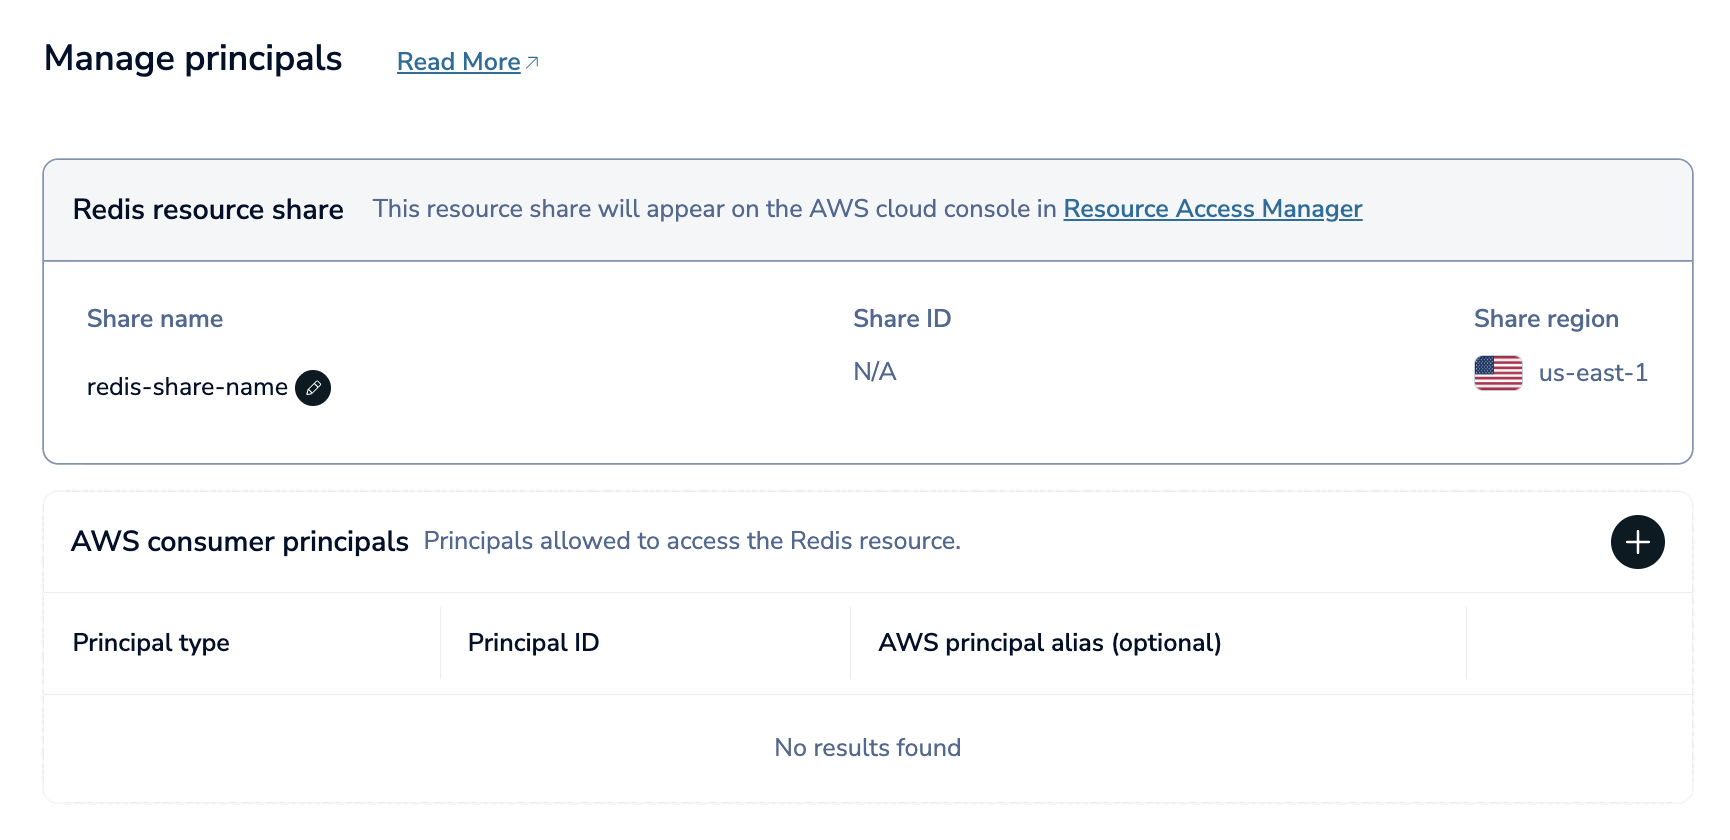 Manage principals Read More
Redis resource share This resource share will appear on the AWS cloud console in Resource Access Manager
Share name Share ID Share region
redis-share-name N/A us-east-1
AWS consumer principals Principals allowed to access the Redis resource.
Principal type Principal ID AWS principal alias (optional)
No results found